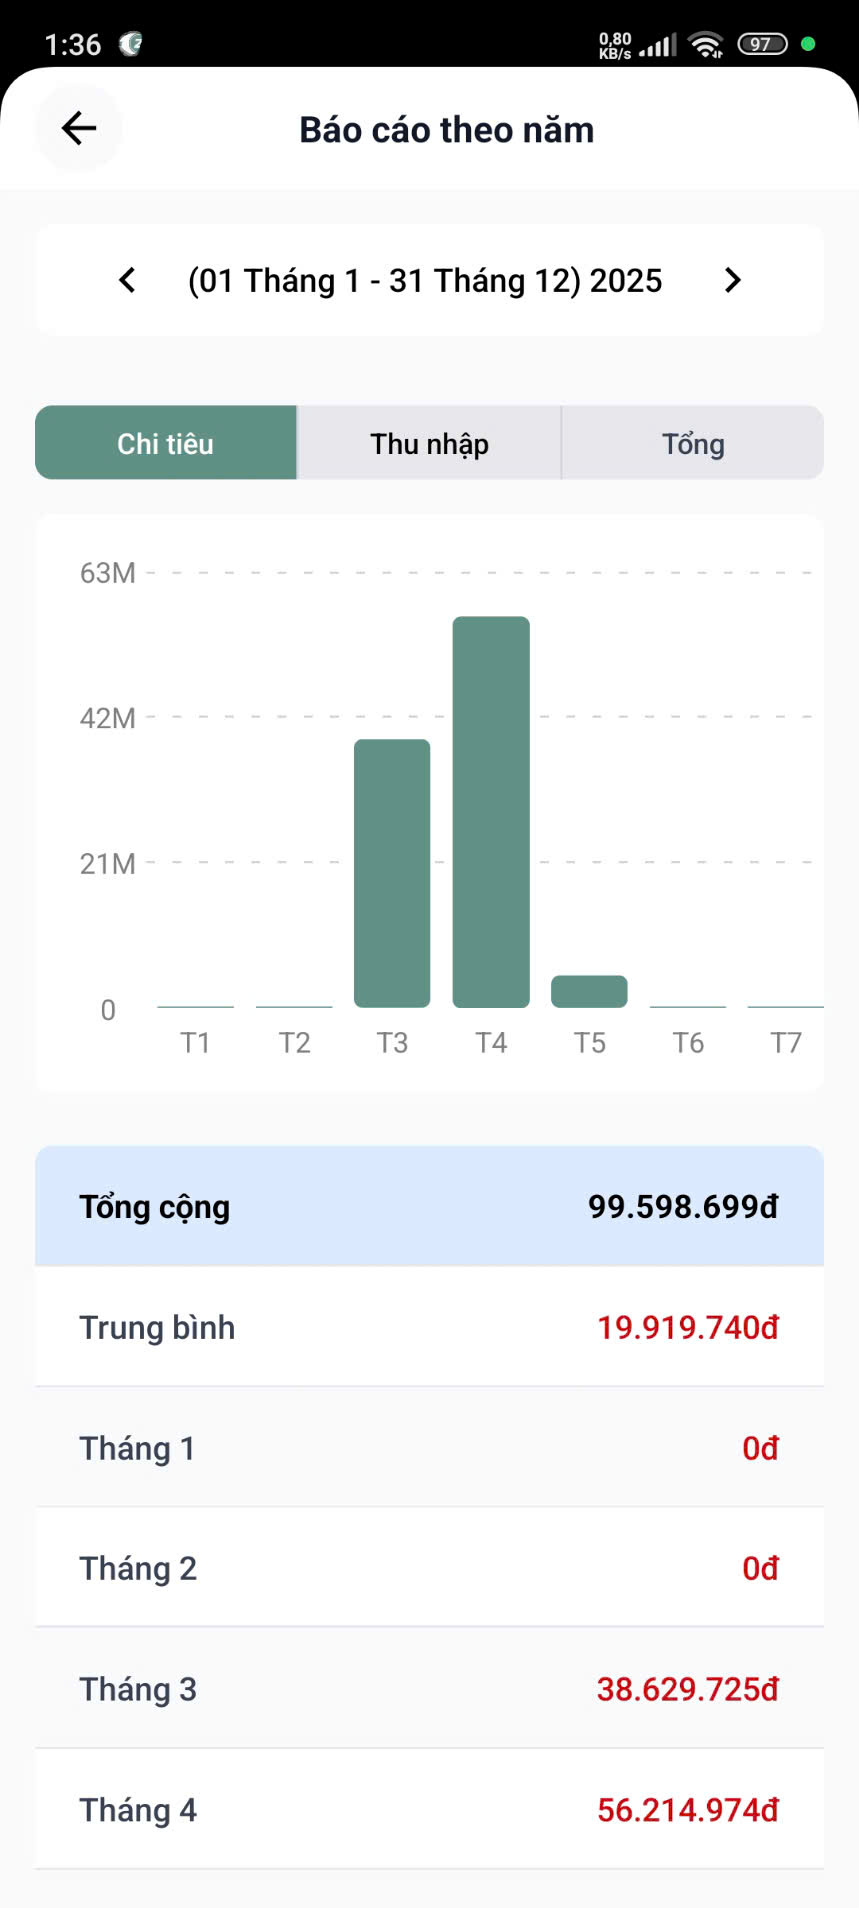 1:36
0,80
KB/s
97
Báo cáo theo năm
(01 Tháng 1 - 31 Tháng 12) 2025
Chi tiêu
Thu nhập
Tổng
63M
42M
21M
0
T1 T2 T3 T4 T5 T6 T7
Tổng cộng 99.598.699đ
Trung bình 19.919.740đ
Tháng 1 0đ
Tháng 2 0đ
Tháng 3 38.629.725đ
Tháng 4 56.214.974đ